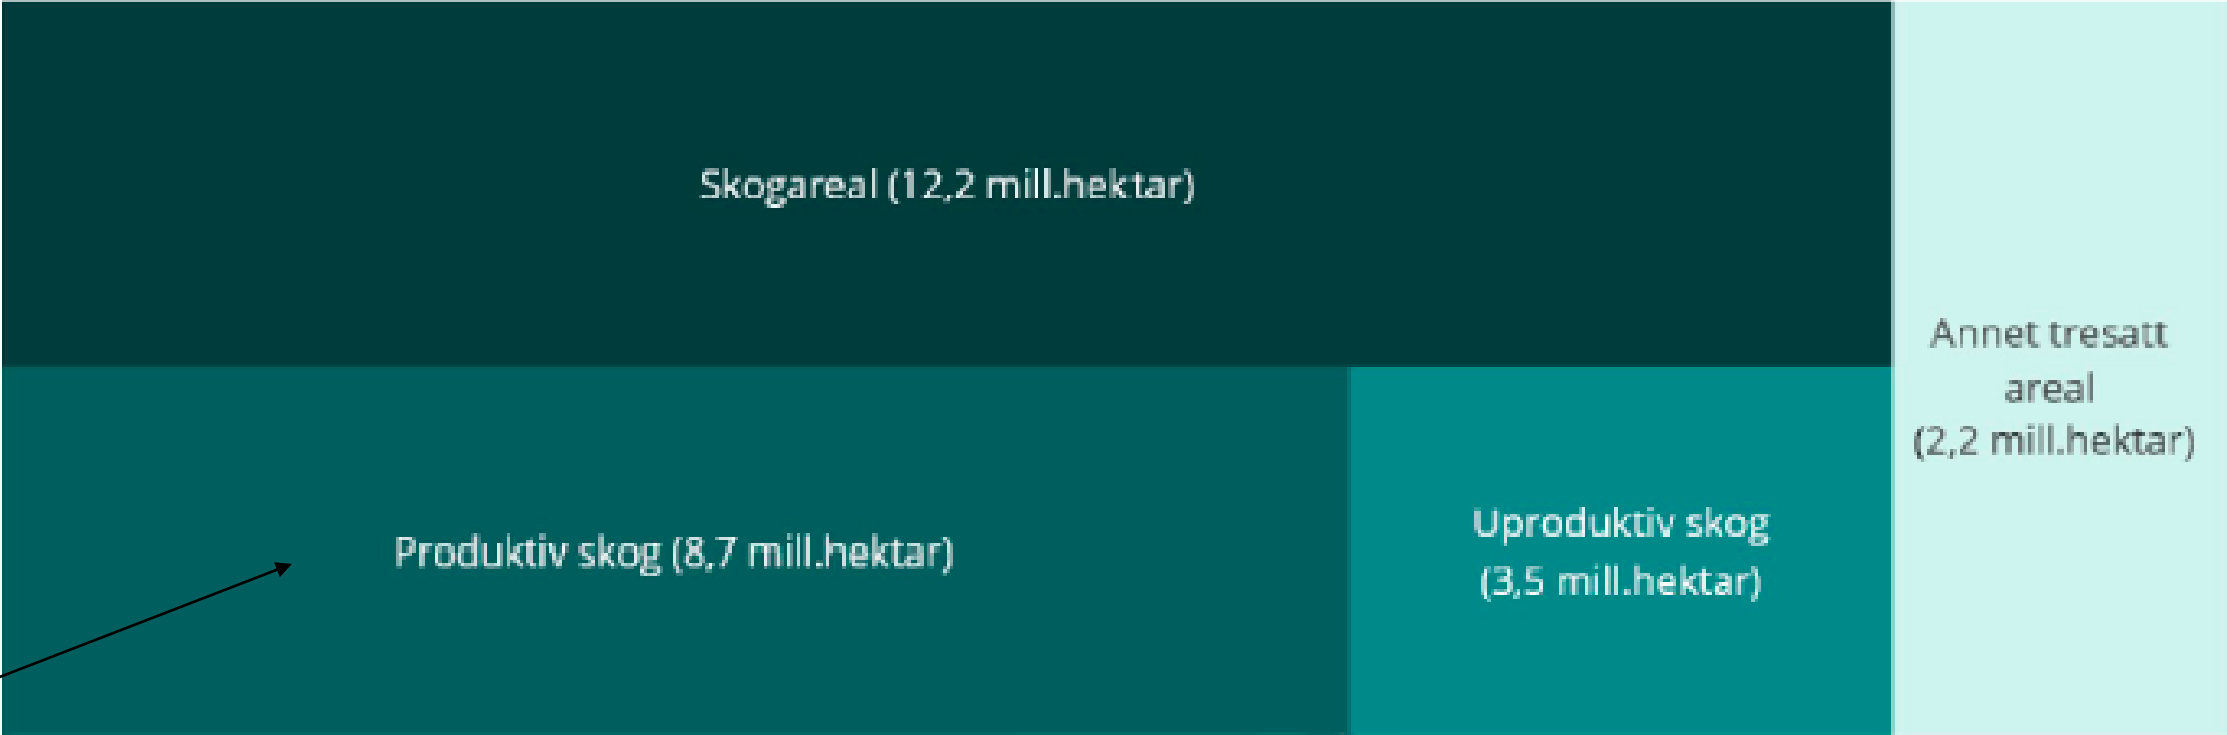 Skogareal (12,2 mill.hektar)
Produktiv skog (8,7 mill.hektar)
Uproduktiv skog
(3,5 mill.hektar)
Annet tresatt
areal
(2,2 mill.hektar)